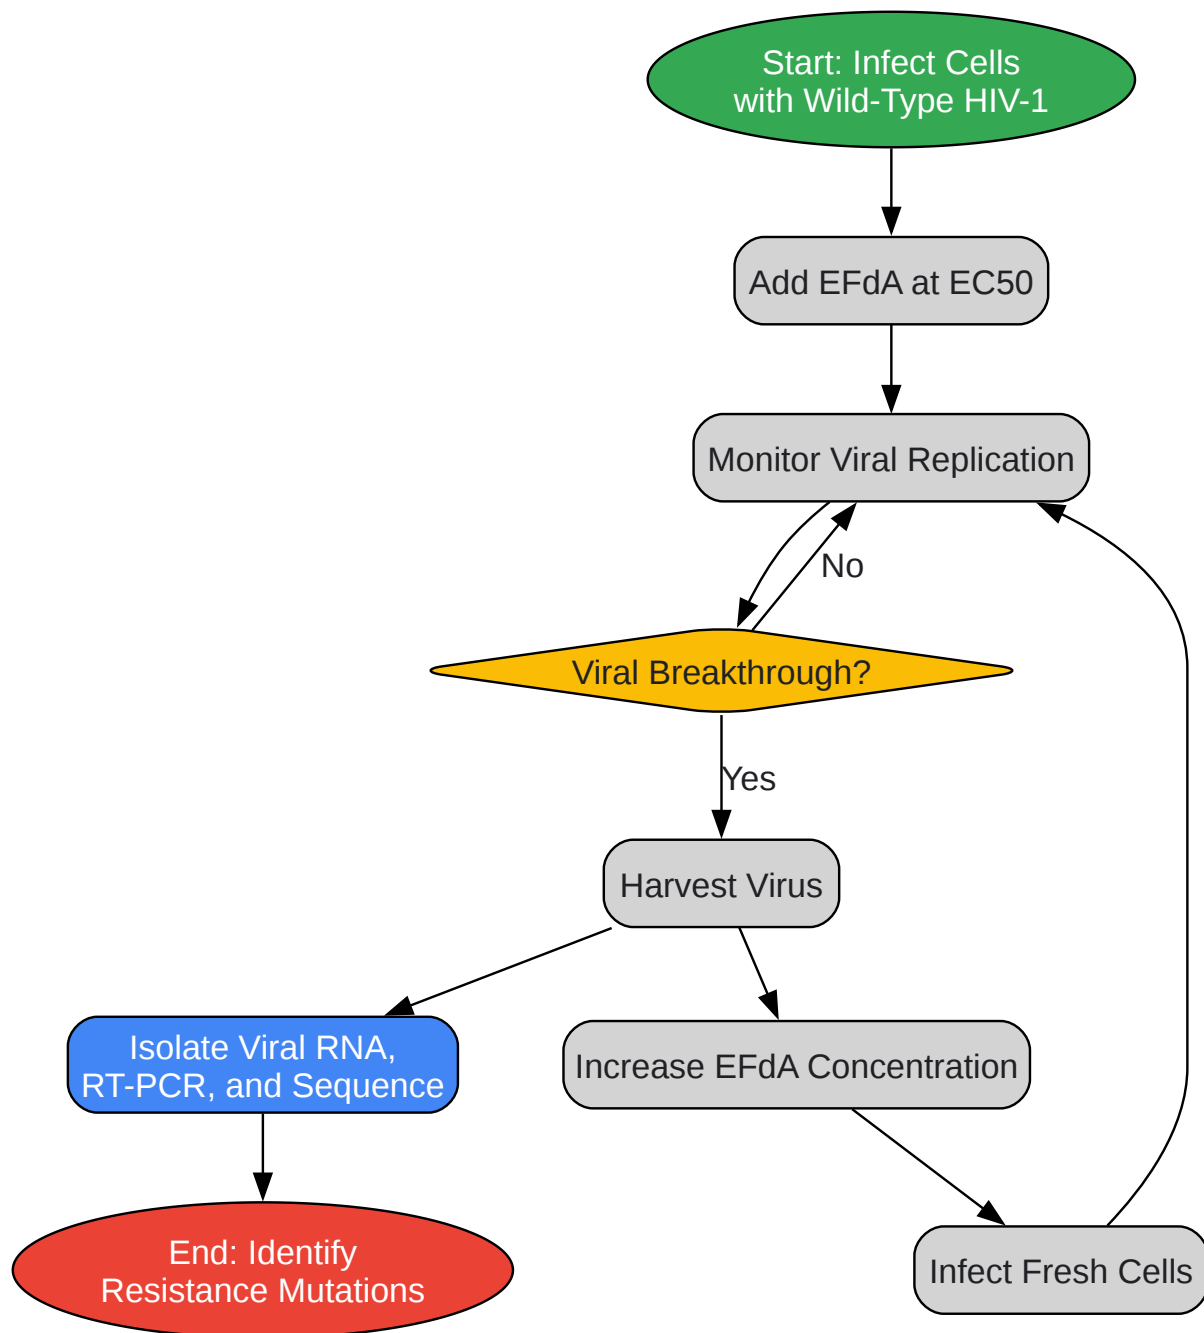 Start: Infect Cells
with Wild-Type HIV-1
Add EFdA at EC50
Monitor Viral Replication
No
Viral Breakthrough?
Yes
Harvest Virus
Isolate Viral RNA,
RT-PCR, and Sequence
Increase EFdA Concentration
End: Identify
Resistance Mutations
Infect Fresh Cells